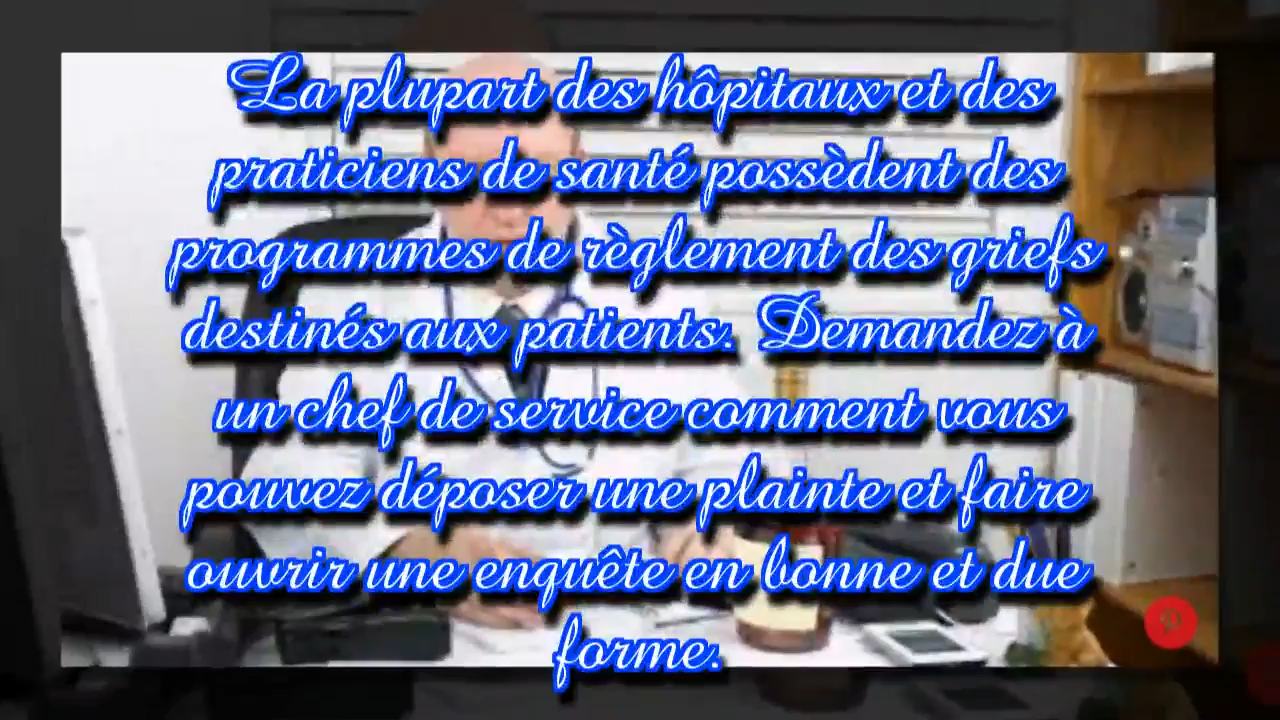 La plupart des hôpitaux et des
praticiens de santé possèdent des
programmes de règlement des griefs
destinés aux patients. Demandez à
un chef de service comment vous
pouvez déposer une plainte et faire
ouvrir une enquête en bonne et due
forme.